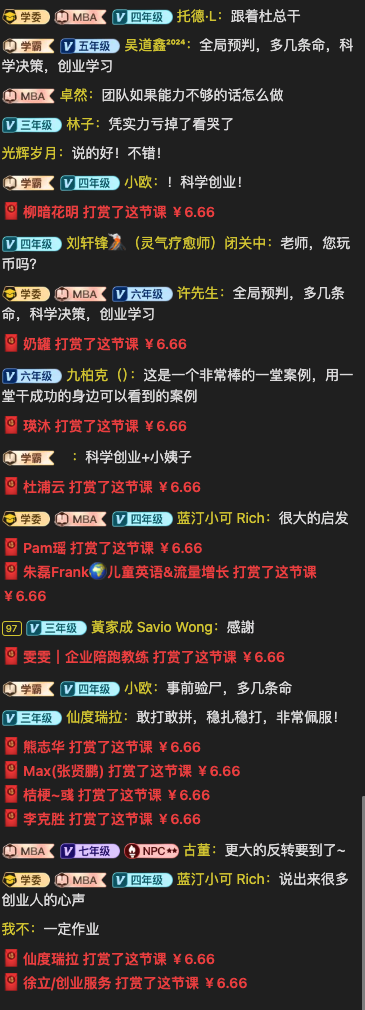 学委 MBA V 四年级 托德·L：跟着杜总干
学霸 V 五年级 吴道鑫²⁰²⁴：全局预判，多几条命，科
学决策，创业学习
MBA 卓然：团队如果能力不够的话怎么做
V 三年级 林子：凭实力亏掉了看哭了
光辉岁月：说的好！不错！
学霸 V 四年级 小欧：！科学创业！
柳暗花明 打赏了这节课 ￥6.66
V 四年级 刘轩锋（灵气疗愈师）闭关中：老师，您玩
币吗？
学委 MBA V 六年级 许先生：全局预判，多几条
命，科学决策，创业学习
奶罐 打赏了这节课 ￥6.66
V 六年级 九柏克（）：这是一个非常棒的一堂案例，用一
堂干成功的身边可以看到的案例
瑛沐 打赏了这节课 ￥6.66
学霸 ：科学创业+小姨子
杜浦云 打赏了这节课 ￥6.66
学委 MBA V 四年级 蓝汀小可 Rich：很大的启发
Pam瑶 打赏了这节课 ￥6.66
朱磊Frank🌍儿童英语&流量增长 打赏了这节课
￥6.66
97 V 三年级 黃家成 Savio Wong：感謝
雯雯｜企业陪跑教练 打赏了这节课 ￥6.66
学霸 V 四年级 小欧：事前验尸，多几条命
V 三年级 仙度瑞拉：敢打敢拼，稳扎稳打，非常佩服！
熊志华 打赏了这节课 ￥6.66
Max(张贤鹏) 打赏了这节课 ￥6.66
桔梗~彧 打赏了这节课 ￥6.66
李克胜 打赏了这节课 ￥6.66
MBA V 七年级 NPC★★ 古董：更大的反转要到了~
学委 MBA V 四年级 蓝汀小可 Rich：说出来很多
创业人的心声
我不：一定作业
仙度瑞拉 打赏了这节课 ￥6.66
徐立/创业服务 打赏了这节课 ￥6.66